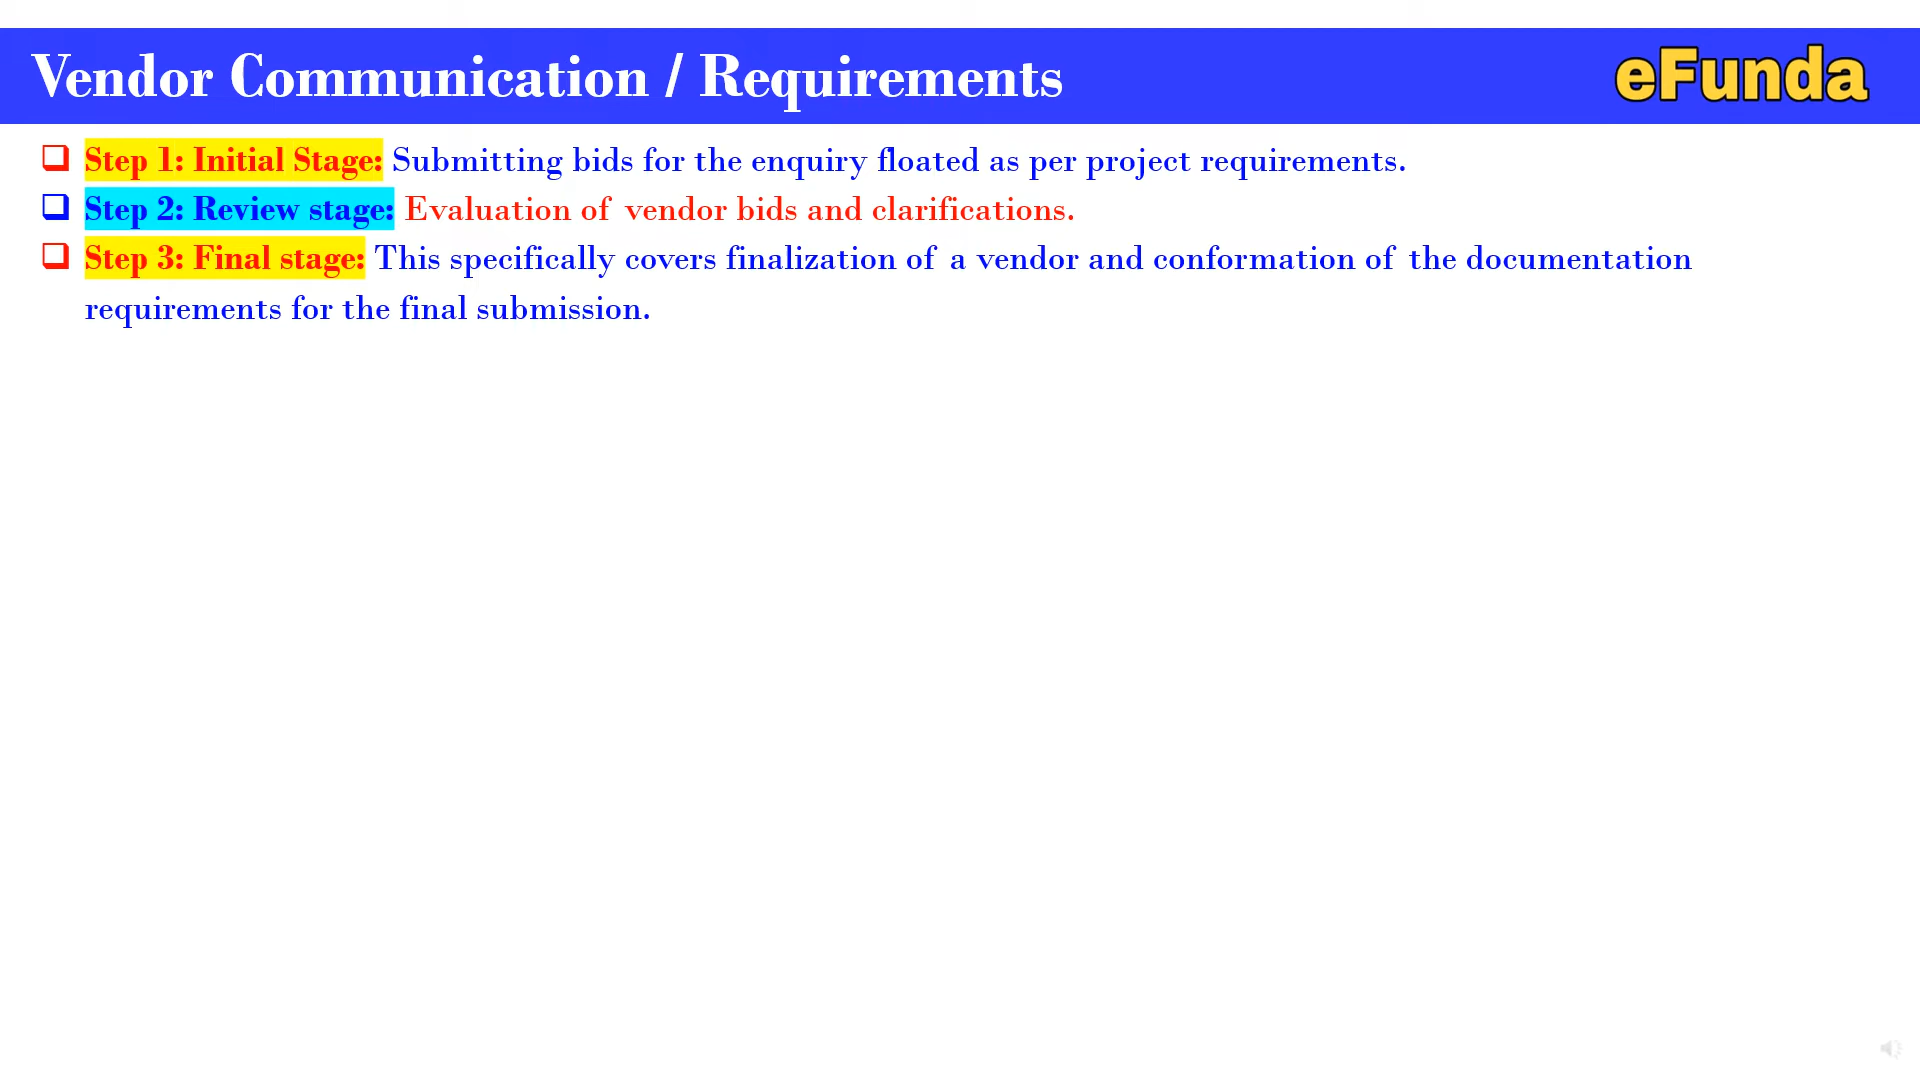 Vendor Communication / Requirements
eFunda
Step 1: Initial Stage: Submitting bids for the enquiry floated as per project requirements.
Step 2: Review stage: Evaluation of vendor bids and clarifications.
Step 3: Final stage: This specifically covers finalization of a vendor and conformation of the documentation
requirements for the final submission.